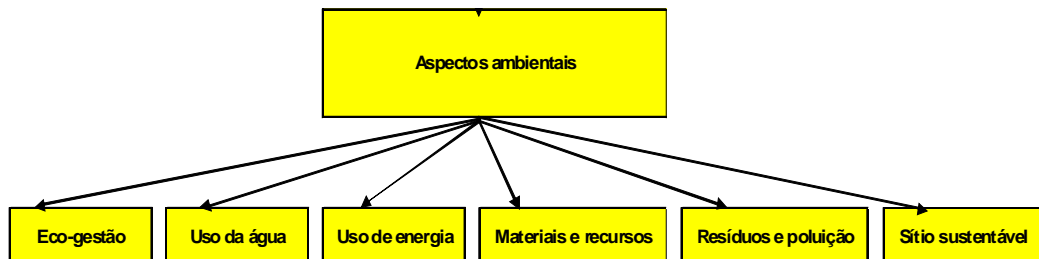 Aspectos ambientais
Eco-gestão
Uso da água
Uso de energia
Materiais e recursos
Resíduos e poluição
Sítio sustentável